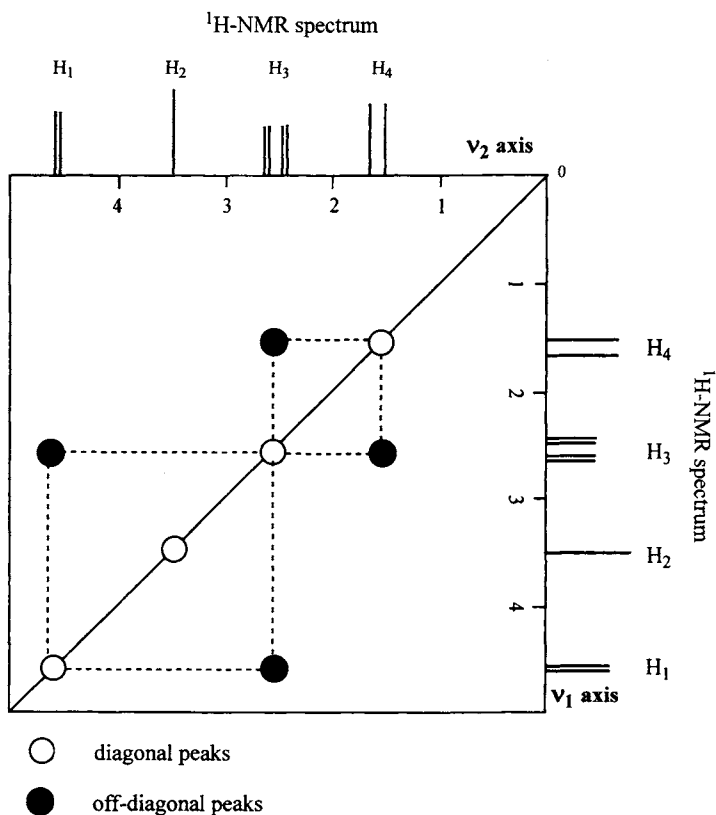 ¹H-NMR spectrum
H₁ H₂ H₃ H₄
ν₂ axis
0
4 3 2 1
1
2
3
4
H₄
H₃
H₂
H₁
¹H-NMR spectrum
ν₁ axis
diagonal peaks
off-diagonal peaks